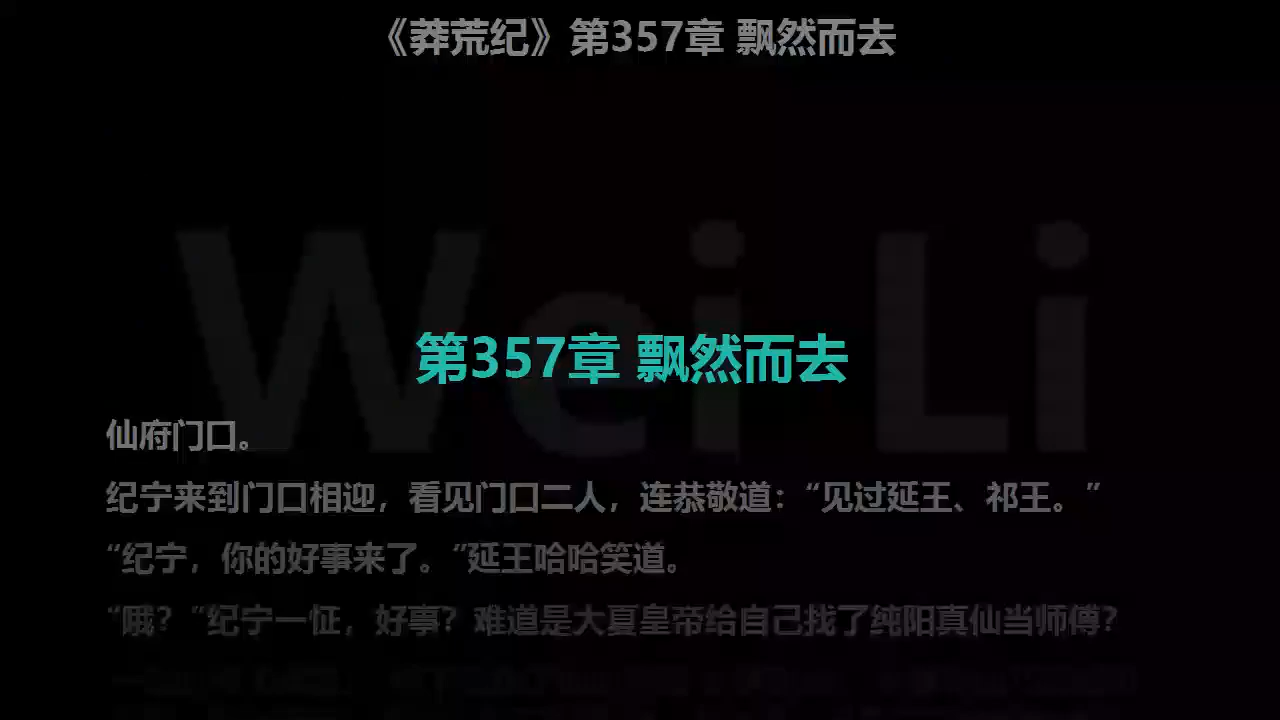 《莽荒纪》第357章 飘然而去
Wei Li
第357章 飘然而去
仙府门口。
纪宁来到门口相迎，看见门口二人，连恭敬道：“见过延王、祁王。”
“纪宁，你的好事来了。”延王哈哈笑道。
“哦？”纪宁一怔，好事？难道是大夏皇帝给自己找了纯阳真仙当师傅？